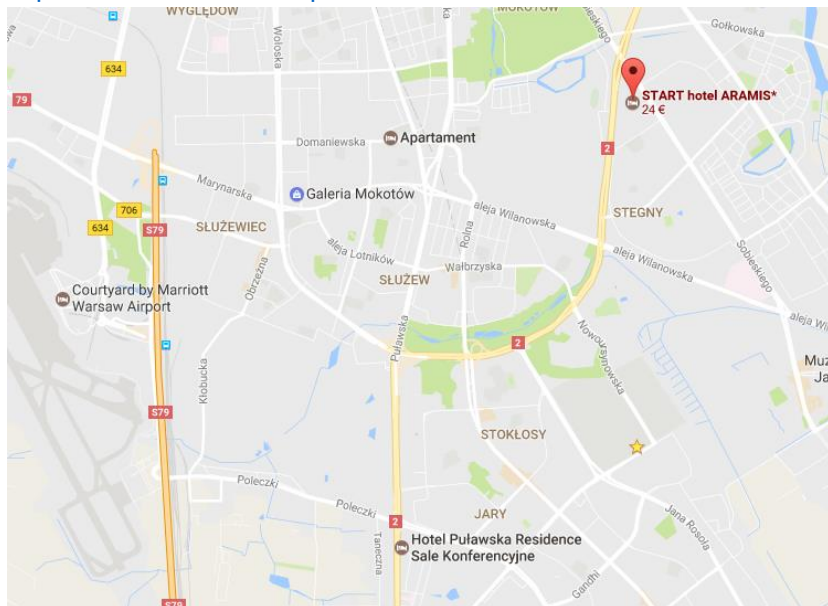 WYGLĘDÓW
MOKOTÓW
Wołoska
Gołkowska
634
START hotel ARAMIS*
24 €
79
Domaniewska
Apartament
2
Marynarska
Galeria Mokotów
706
634
S79
SŁUŻEWIEC
Rolna
aleja Wilanowska
STEGNY
aleja Lotników
Wałbrzyska
SŁUŻEW
Obrzeżna
aleja Wilanowska
Sobieskiego
Courtyard by Marriott
Warsaw Airport
Puławska
2
Nowoursynowska
aleja Wi
Muz
Ja
Kłobucka
S79
STOKŁOSY
Poleczki
Poleczki
JARY
Jana Rosoła
2
Hotel Puławska Residence
Sale Konferencyjne
Taneczna
Gandhi
S79